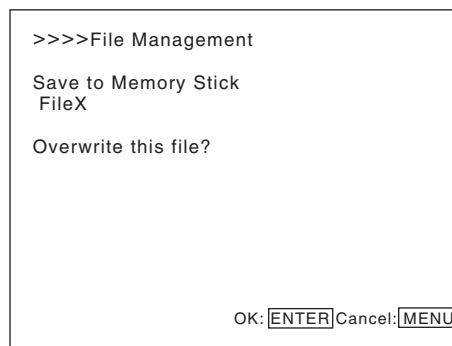 >>>>File Management
Save to Memory Stick
FileX
Overwrite this file?
OK: ENTER Cancel: MENU